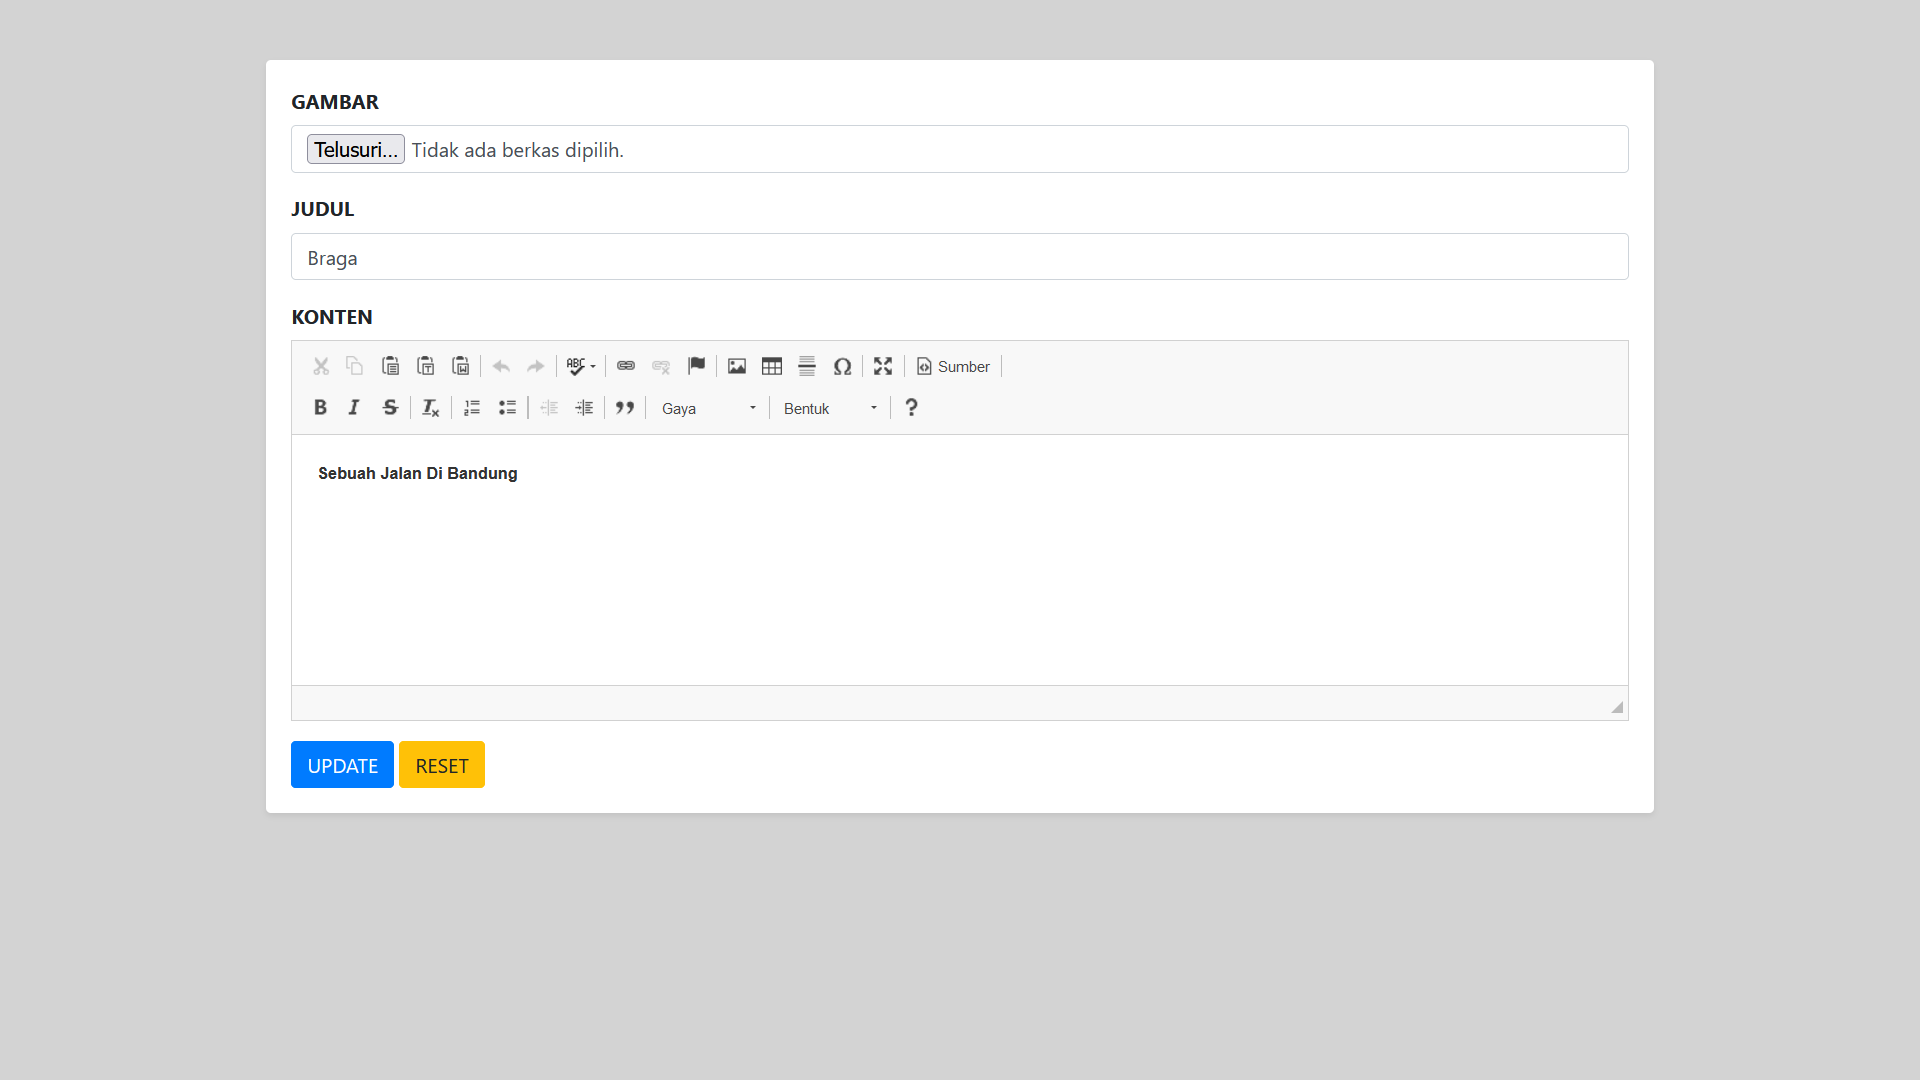 GAMBAR
Telusuri... Tidak ada berkas dipilih.
JUDUL
Braga
KONTEN
Sumber
Gaya Bentuk
Sebuah Jalan Di Bandung
UPDATE RESET